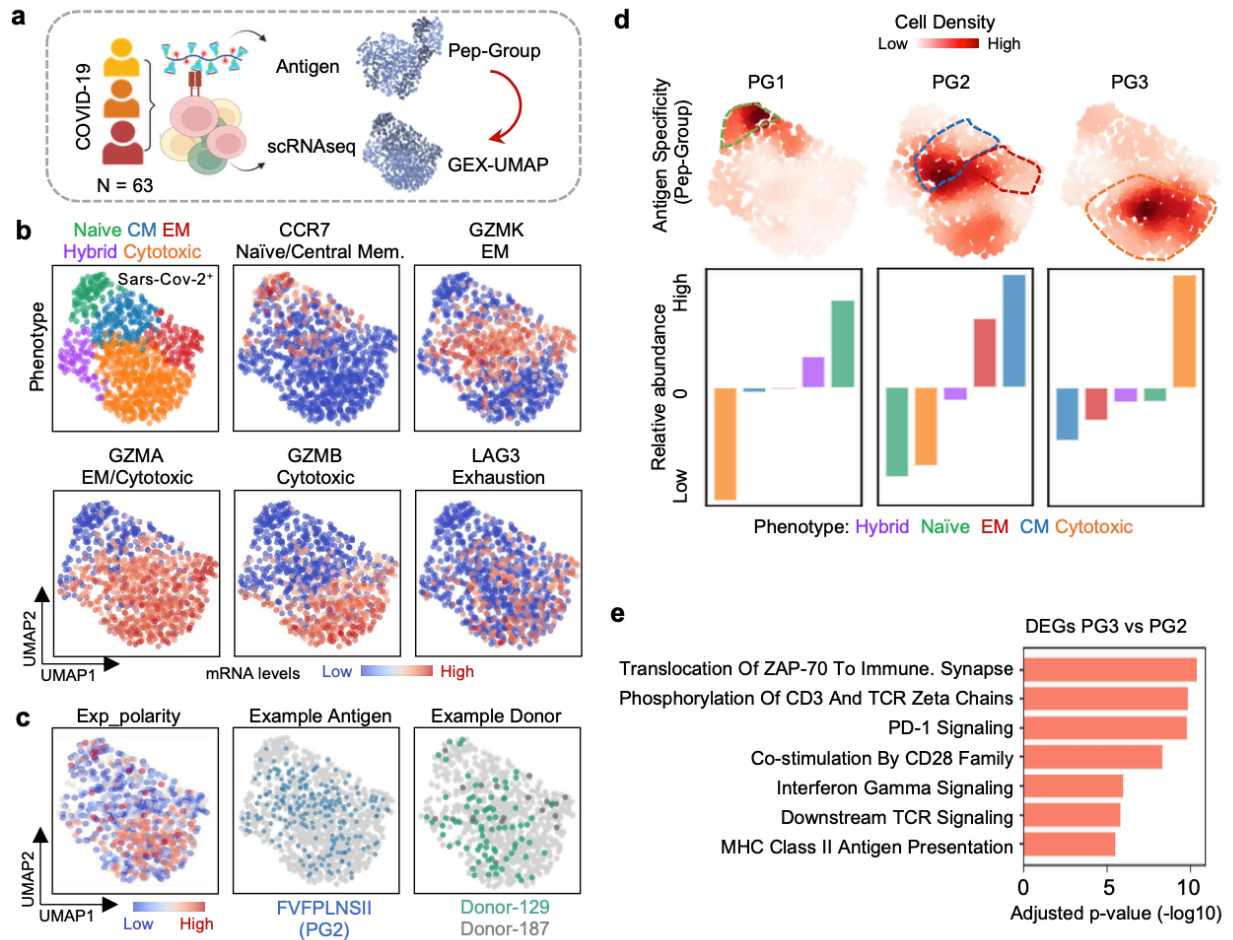 a
COVID-19
N = 63
Antigen
scRNAseq
Pep-Group
GEX-UMAP
b
Naive CM EM
Hybrid Cytotoxic
Sars-Cov-2+
Phenotype
CCR7
Naïve/Central Mem.
GZMK
EM
GZMA
EM/Cytotoxic
GZMB
Cytotoxic
LAG3
Exhaustion
UMAP2
UMAP1
mRNA levels Low High
c
Exp_polarity
Example Antigen
Example Donor
UMAP2
UMAP1
Low High
FVFPLNSII
(PG2)
Donor-129
Donor-187
d
Cell Density
Low High
PG1 PG2 PG3
Antigen Specificity
(Pep-Group)
Relative abundance
High
0
Low
Phenotype: Hybrid Naïve EM CM Cytotoxic
e
DEGs PG3 vs PG2
Translocation Of ZAP-70 To Immune. Synapse
Phosphorylation Of CD3 And TCR Zeta Chains
PD-1 Signaling
Co-stimulation By CD28 Family
Interferon Gamma Signaling
Downstream TCR Signaling
MHC Class II Antigen Presentation
0 5 10
Adjusted p-value (-log10)